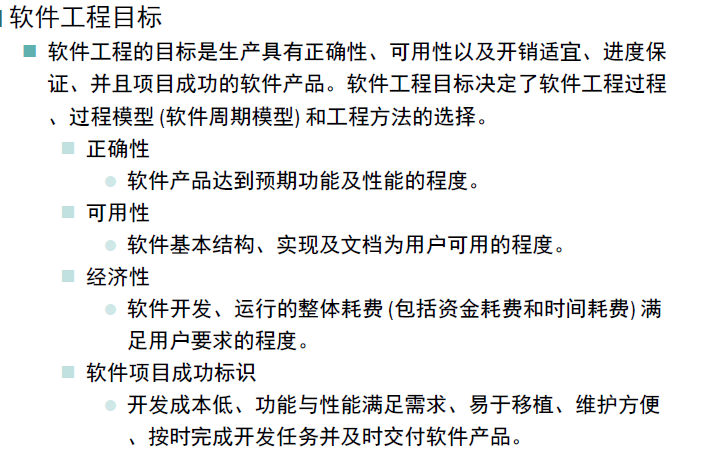 软件工程目标
软件工程的目标是生产具有正确性、可用性以及开销适宜、进度保
证、并且项目成功的软件产品。软件工程目标决定了软件工程过程
、过程模型 (软件周期模型) 和工程方法的选择。
正确性
软件产品达到预期功能及性能的程度。
可用性
软件基本结构、实现及文档为用户可用的程度。
经济性
软件开发、运行的整体耗费 (包括资金耗费和时间耗费) 满
足用户要求的程度。
软件项目成功标识
开发成本低、功能与性能满足需求、易于移植、维护方便
、按时完成开发任务并及时交付软件产品。